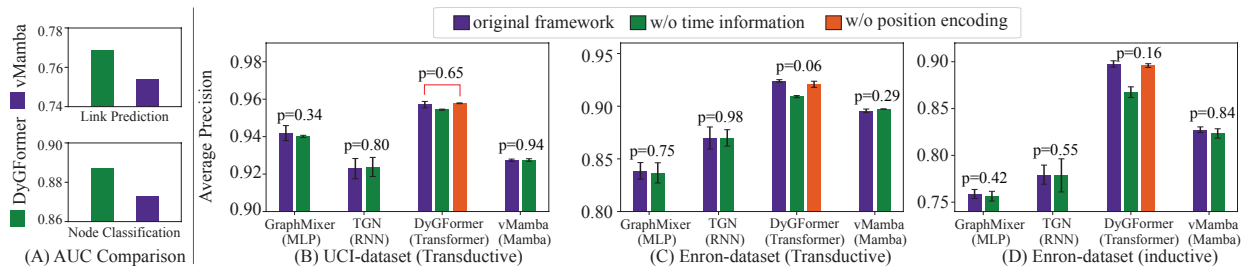 original framework
w/o time information
w/o position encoding
DyGFormer
vMamba
0.78
0.76
0.74
Link Prediction
0.90
0.88
0.86
Node Classification
(A) AUC Comparison
Average Precision
0.98
0.96
0.94
0.92
0.90
p=0.34
p=0.80
p=0.65
p=0.94
GraphMixer
(MLP)
TGN
(RNN)
DyGFormer
(Transformer)
vMamba
(Mamba)
(B) UCI-dataset (Transductive)
0.95
0.90
0.85
0.80
p=0.75
p=0.98
p=0.06
p=0.29
GraphMixer
(MLP)
TGN
(RNN)
DyGFormer
(Transformer)
vMamba
(Mamba)
(C) Enron-dataset (Transductive)
0.90
0.85
0.80
0.75
p=0.42
p=0.55
p=0.16
p=0.84
GraphMixer
(MLP)
TGN
(RNN)
DyGFormer
(Transformer)
vMamba
(Mamba)
(D) Enron-dataset (inductive)